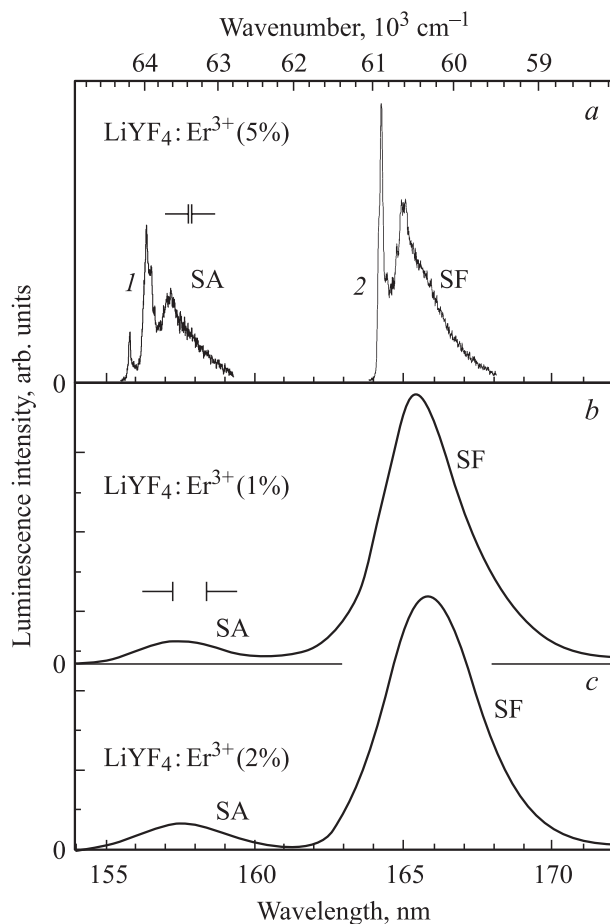 Wavenumber, 10³ cm⁻¹
64 63 62 61 60 59
a
LiYF₄:Er³⁺(5%)
1 SA 2 SF
0
b
SF
LiYF₄:Er³⁺(1%)
SA
0
c
SF
LiYF₄:Er³⁺(2%)
SA
0
155 160 165 170
Wavelength, nm
Luminescence intensity, arb. units